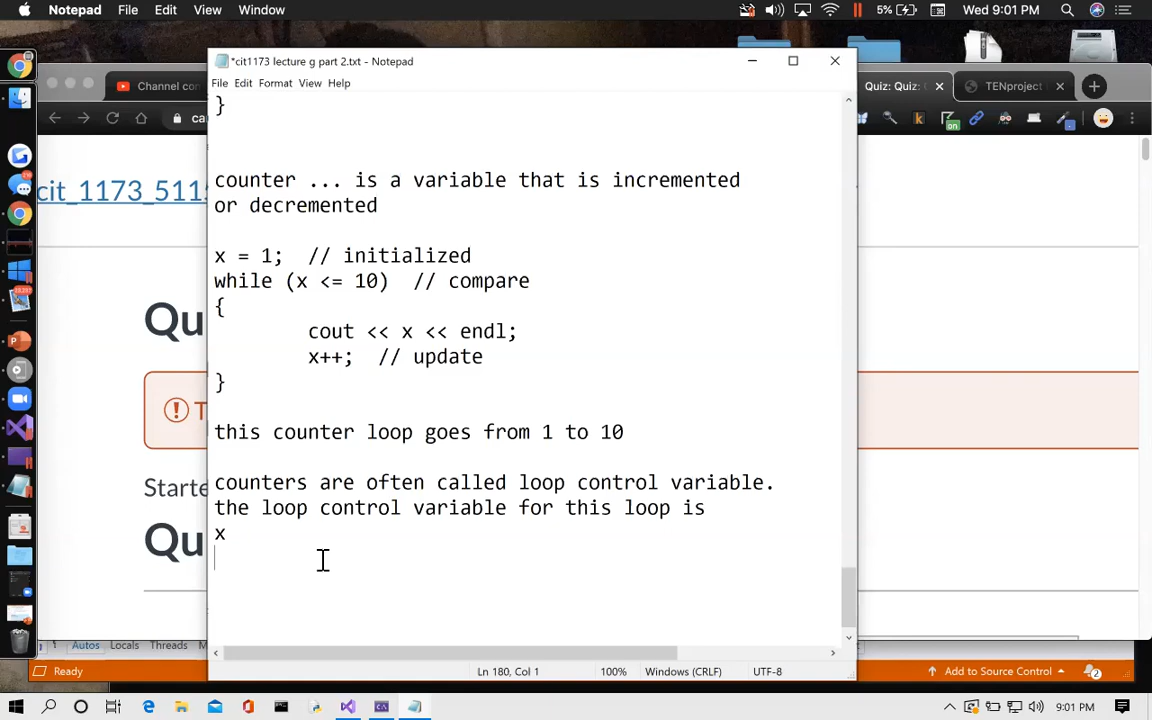 Notepad File Edit View Window 5% Wed 9:01 PM
*cit1173 lecture g part 2.txt - Notepad
File Edit Format View Help
Channel con
Quiz: Quiz: (
TENproject
ca
on
k
cit_1173_511
}
counter ... is a variable that is incremented
or decremented
x = 1;  // initialized
while (x <= 10)  // compare
{
cout << x << endl;
x++;  // update
}
this counter loop goes from 1 to 10
counters are often called loop control variable.
the loop control variable for this loop is
x
Qu
T
Starte
Qu
Ln 180, Col 1 100% Windows (CRLF) UTF-8
Autos Locals Threads M
Ready
Add to Source Control 2
9:01 PM